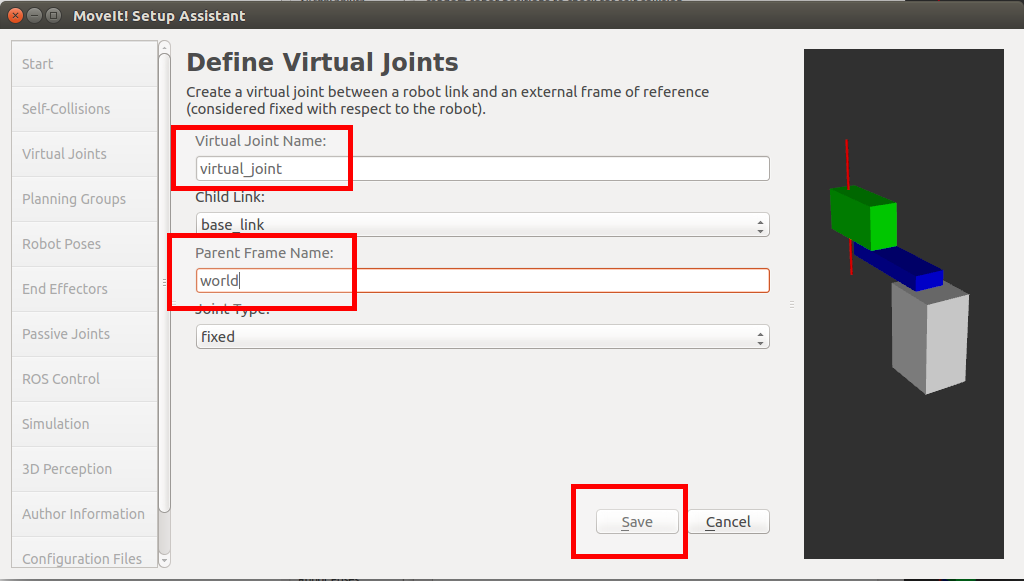 MoveIt! Setup Assistant
Start
Self-Collisions
Virtual Joints
Planning Groups
Robot Poses
End Effectors
Passive Joints
ROS Control
Simulation
3D Perception
Author Information
Configuration Files
Define Virtual Joints
Create a virtual joint between a robot link and an external frame of reference
(considered fixed with respect to the robot).
Virtual Joint Name:
virtual_joint
Child Link:
base_link
Parent Frame Name:
world
Joint Type:
fixed
Save
Cancel